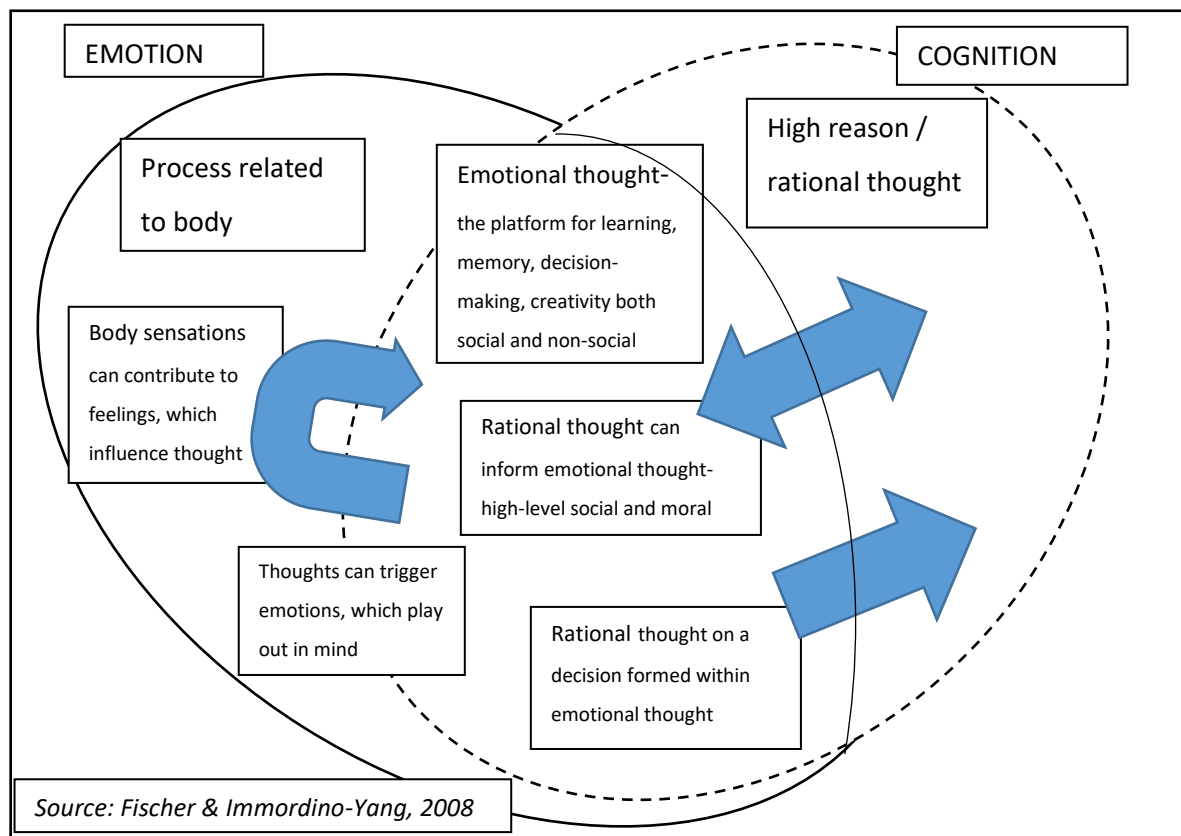 EMOTION
COGNITION
High reason /
rational thought
Process related
to body
Emotional thought-
the platform for learning,
memory, decision-
making, creativity both
social and non-social
Body sensations
can contribute to
feelings, which
influence thought
Rational thought can
inform emotional thought-
high-level social and moral
Thoughts can trigger
emotions, which play
out in mind
Rational thought on a
decision formed within
emotional thought
Source: Fischer & Immordino-Yang, 2008